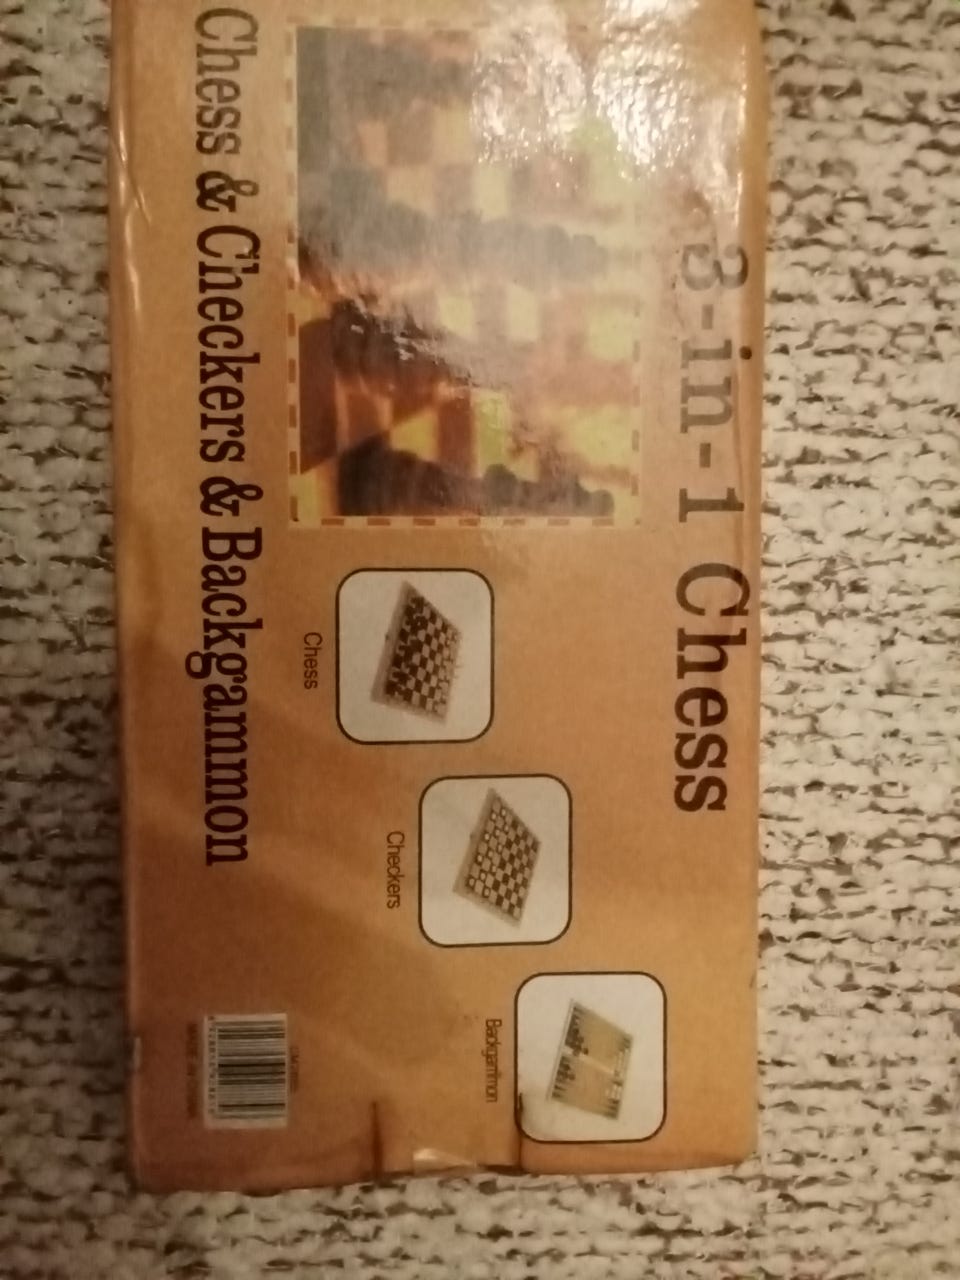 3-in-1 Chess
Chess
Checkers
Backgammon
Chess & Checkers & Backgammon